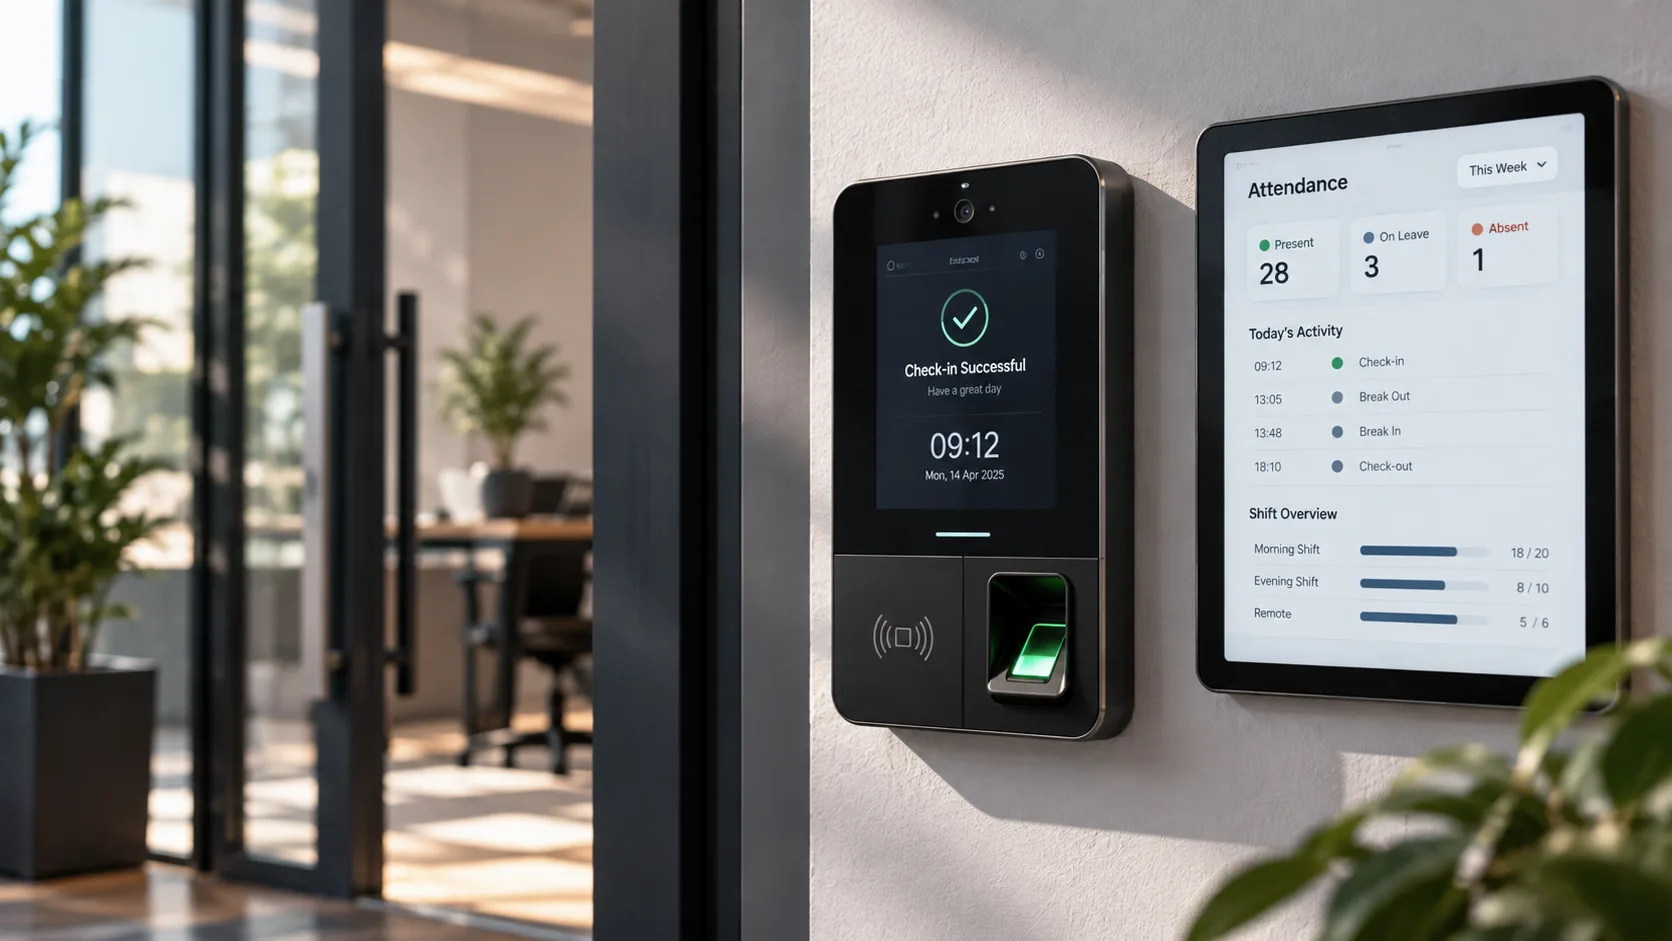 Check-in Successful
Have a great day
09:12
Mon, 14 Apr 2025
Attendance
This Week
Present
28
On Leave
3
Absent
1
Today's Activity
09:12 Check-in
13:05 Break Out
13:48 Break In
18:10 Check-out
Shift Overview
Morning Shift 18 / 20
Evening Shift 8 / 10
Remote 5 / 6